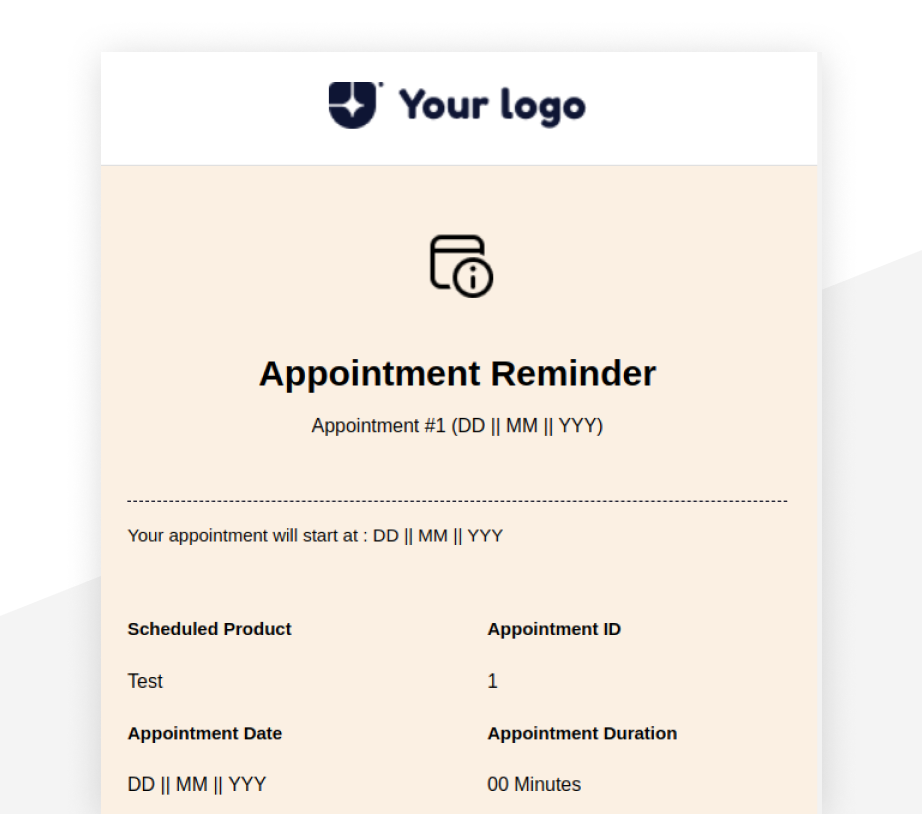 Your logo
Appointment Reminder
Appointment #1 (DD || MM || YYY)
Your appointment will start at : DD || MM || YYY
Scheduled Product
Appointment ID
Test
1
Appointment Date
Appointment Duration
DD || MM || YYY
00 Minutes